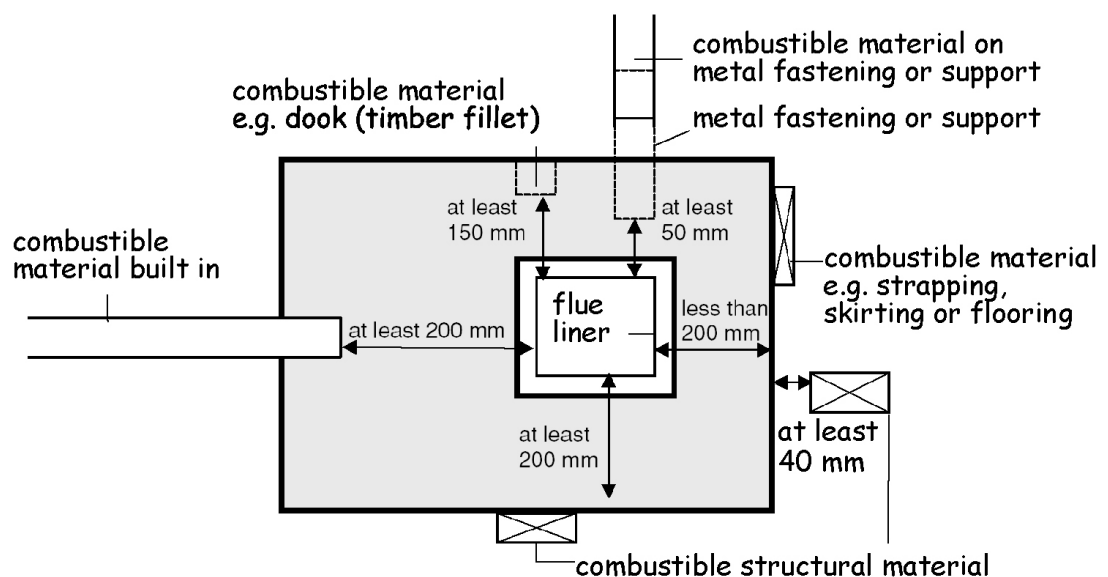 combustible material on
metal fastening or support
combustible material
e.g. dook (timber fillet)
metal fastening or support
at least
150 mm
at least
50 mm
combustible
material built in
combustible material
e.g. strapping,
skirting or flooring
flue
liner
less than
200 mm
at least 200 mm
at least
200 mm
at least
40 mm
combustible structural material